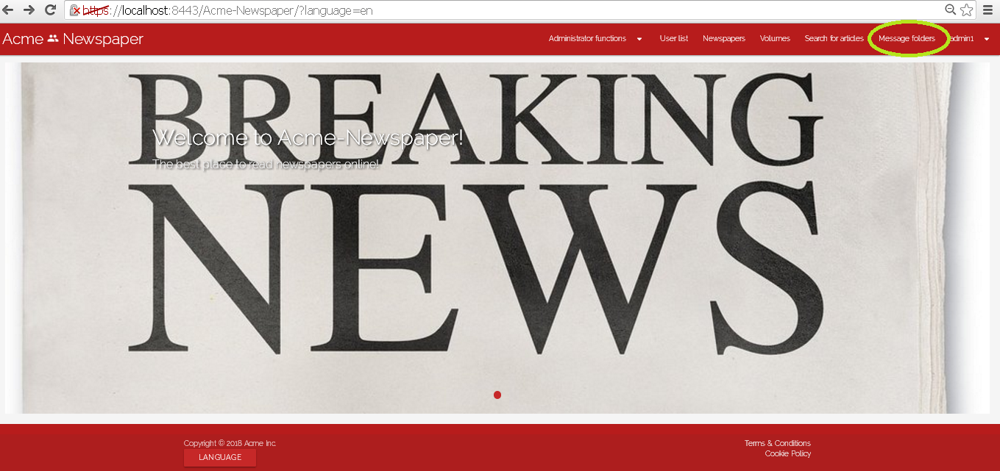 https://localhost:8443/Acme-Newspaper/?language=en
Acme Newspaper
Administrator functions
User list
Newspapers
Volumes
Search for articles
Message folders
admin1
BREAKING
Welcome to Acme-Newspaper!
The best place to read newspapers online!
NEWS
Copyright © 2018 Acme Inc.
LANGUAGE
Terms & Conditions
Cookie Policy